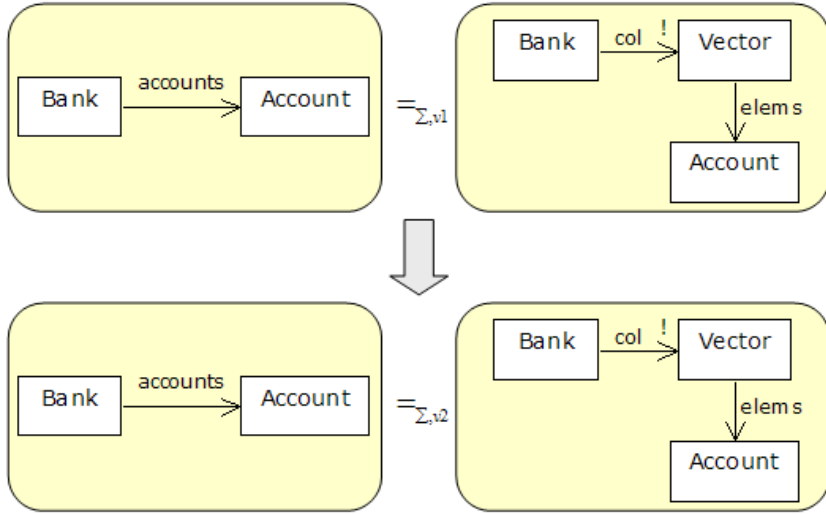 Bank
accounts
Account
=Σ,v1
Bank
col
!
Vector
elems
Account
Bank
accounts
Account
=Σ,v2
Bank
col
!
Vector
elems
Account